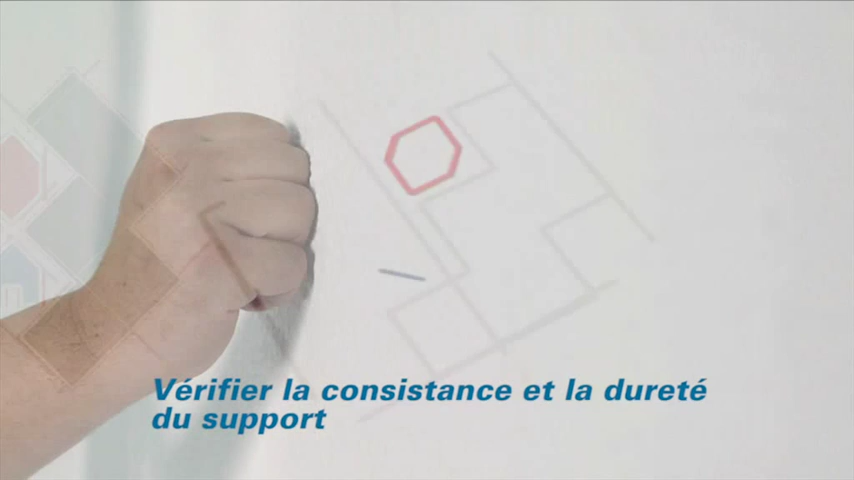 Vérifier la consistance et la dureté
du support